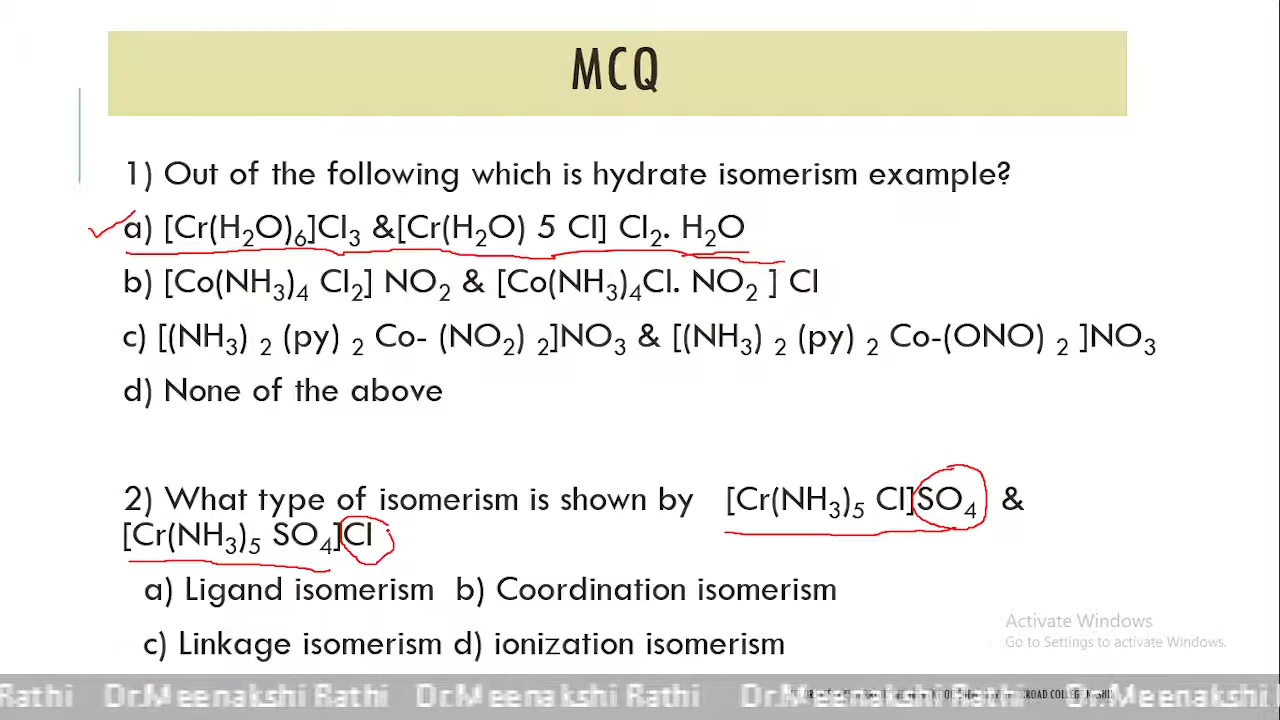 MCQ
1) Out of the following which is hydrate isomerism example?
a) [Cr(H₂O)₆]Cl₃ &[Cr(H₂O) 5 Cl] Cl₂. H₂O
b) [Co(NH₃)₄ Cl₂] NO₂ & [Co(NH₃)₄Cl. NO₂ ] Cl
c) [(NH₃) ₂ (py) ₂ Co- (NO₂) ₂]NO₃ & [(NH₃) ₂ (py) ₂ Co-(ONO) ₂ ]NO₃
d) None of the above
2) What type of isomerism is shown by [Cr(NH₃)₅ Cl]SO₄ &
[Cr(NH₃)₅ SO₄]Cl
a) Ligand isomerism b) Coordination isomerism
c) Linkage isomerism d) ionization isomerism
Activate Windows
Go to Settings to activate Windows.
Rathi Dr.Meenakshi Rathi Dr.Meenakshi Rathi Dr.Meenakshi Rathi Dr.Meenakshi